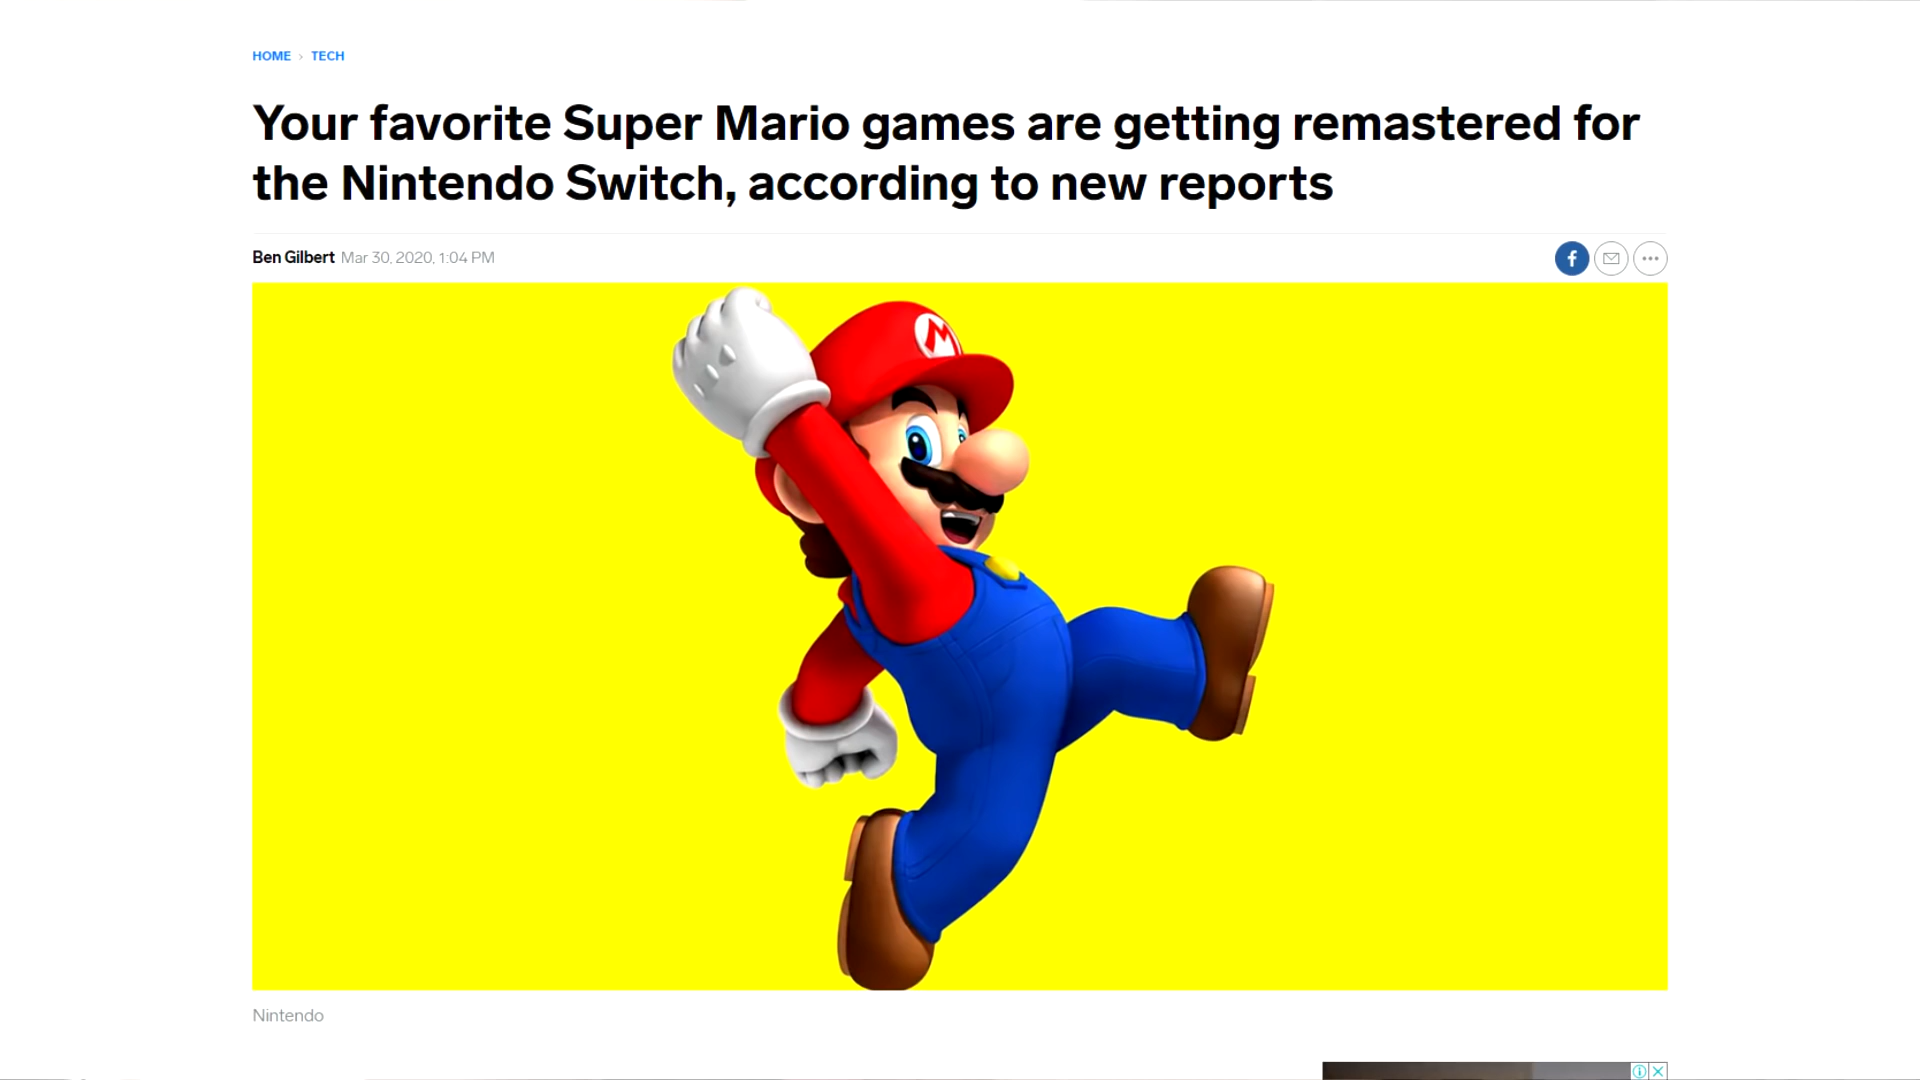 HOME › TECH
Your favorite Super Mario games are getting remastered for
the Nintendo Switch, according to new reports
Ben Gilbert Mar 30, 2020, 1:04 PM
f
M
Nintendo